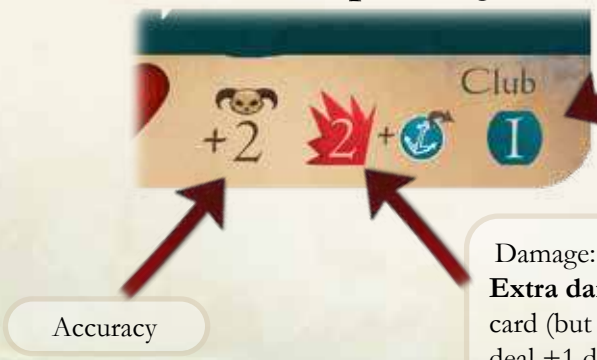 Club
+2 2 + I
Accuracy
Damage:
Extra da
card (but
deal +1 d